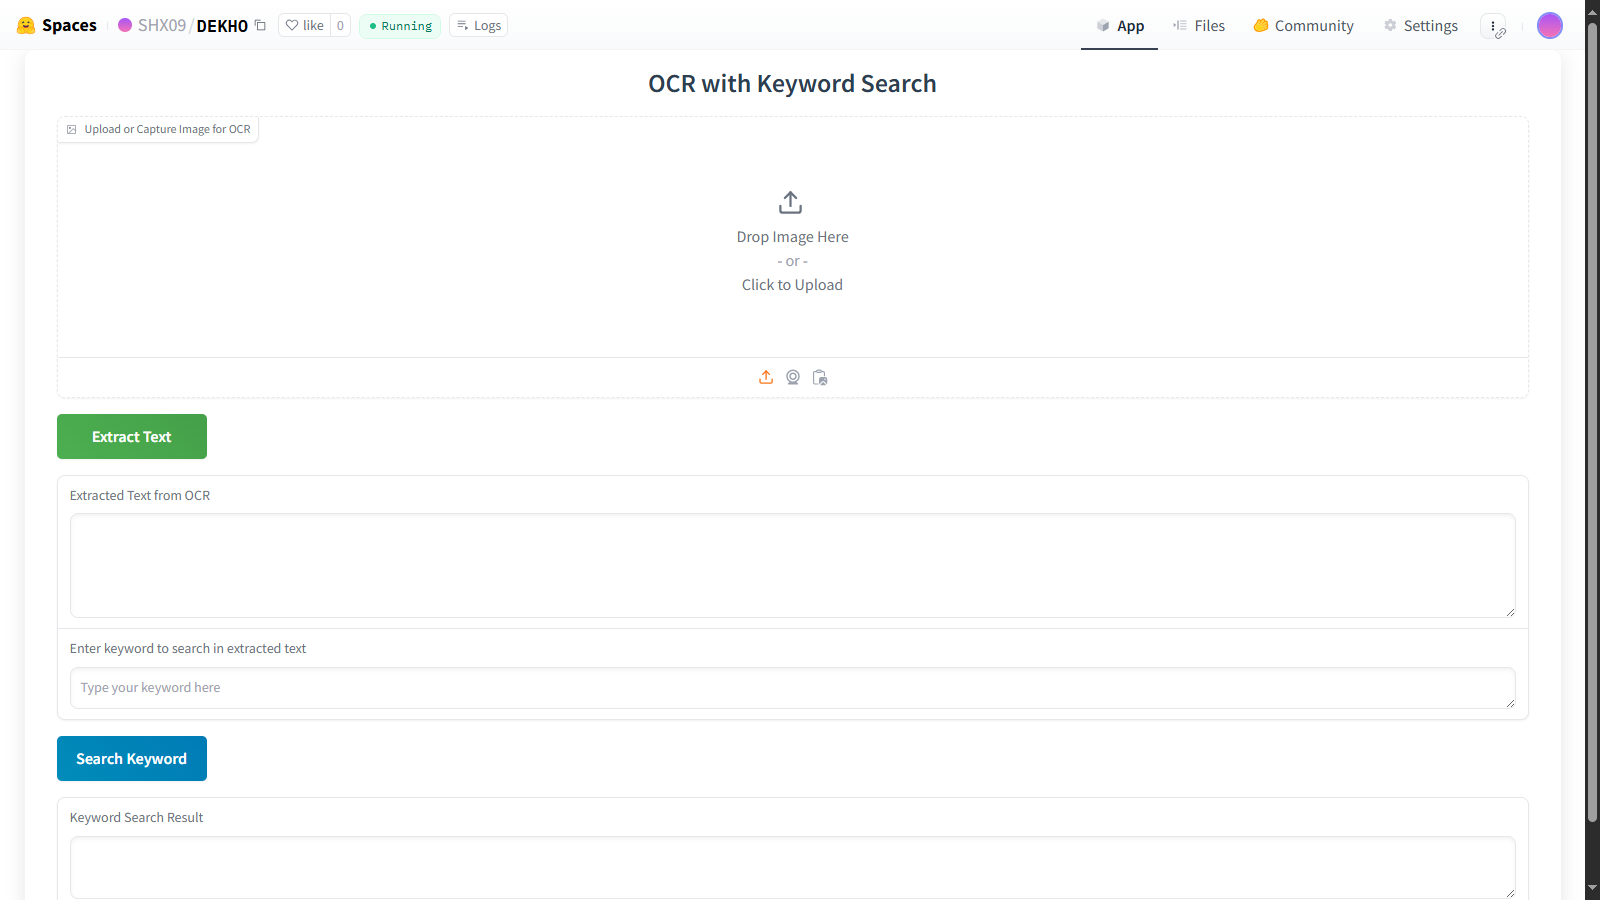 Spaces SHX09/DEKHO like 0 Running Logs App Files Community Settings
OCR with Keyword Search
Upload or Capture Image for OCR
Drop Image Here
- or -
Click to Upload
Extract Text
Extracted Text from OCR
Enter keyword to search in extracted text
Type your keyword here
Search Keyword
Keyword Search Result